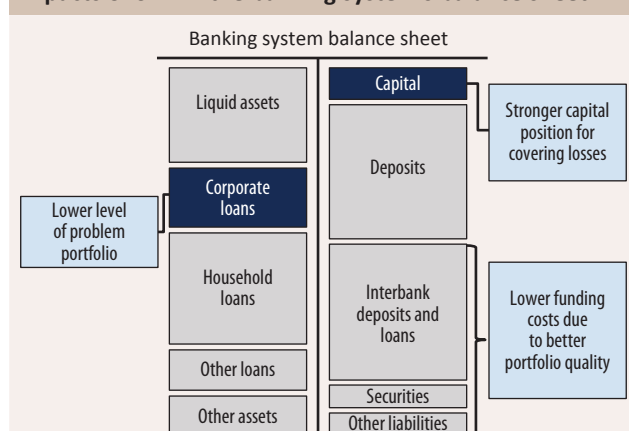 Banking system balance sheet
Liquid assets
Corporate
loans
Household
loans
Other loans
Other assets
Capital
Deposits
Interbank
deposits and
loans
Securities
Other liabilities
Lower level
of problem
portfolio
Stronger capital
position for
covering losses
Lower funding
costs due
to better
portfolio quality